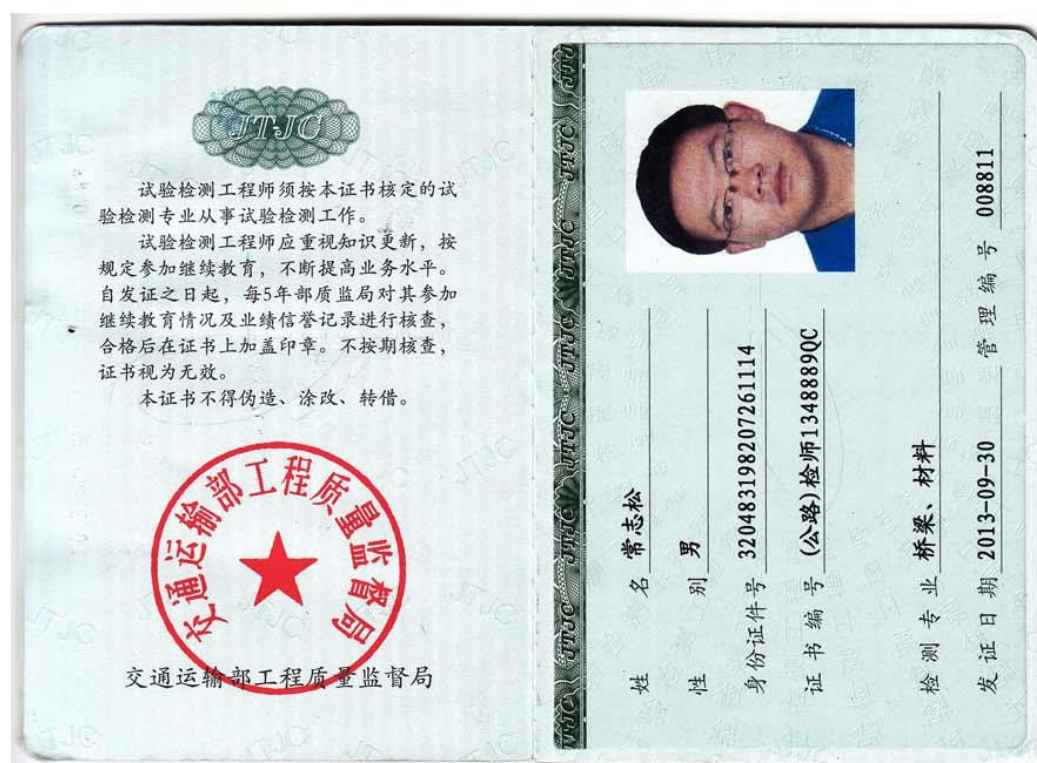 JTJC
试验检测工程师须按本证书核定的试
验检测专业从事试验检测工作。
试验检测工程师应重视知识更新，按
规定参加继续教育，不断提高业务水平。
自发证之日起，每5年部质监局对其参加
继续教育情况及业绩信誉记录进行核查，
合格后在证书上加盖印章。不按期核查，
证书视为无效。
本证书不得伪造、涂改、转借。
交通运输部工程质量监督局
交通运输部工程质量监督局
JTJC JTJC JTJC JTJC JTJC JTJC JTJC
姓名 常志松
性别 男
身份证件号 320483198207261114
证书编号 (公路)检师1348889QC
检测专业 桥梁、材料
发证日期 2013-09-30 管理编号 008811